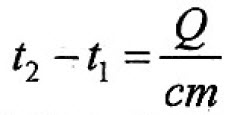 t₂ − t₁ = Q / cm